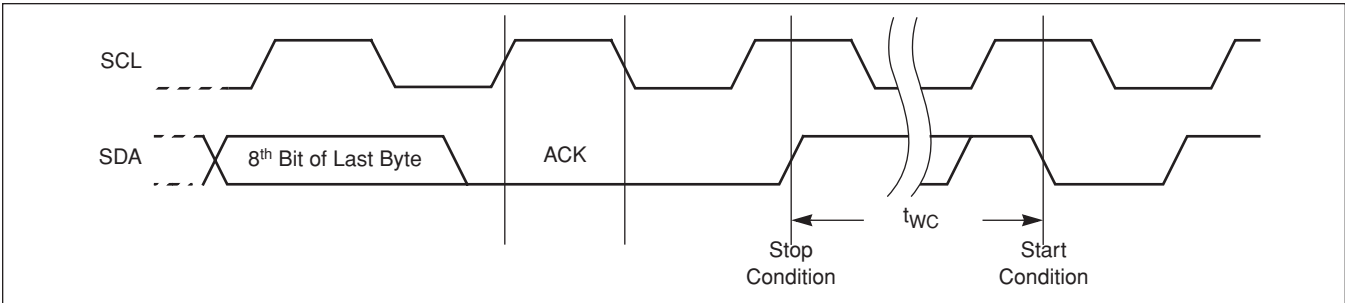 SCL
SDA
8th Bit of Last Byte
ACK
tWC
Stop
Condition
Start
Condition